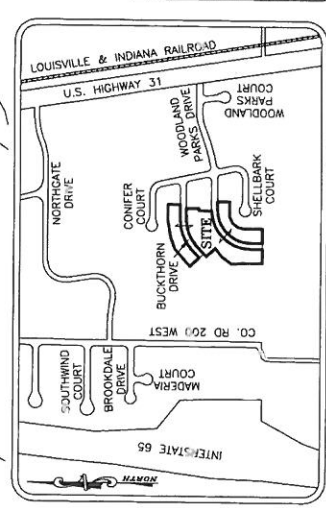 LOUISVILLE & INDIANA RAILROAD
U.S. HIGHWAY 31
NORTHGATE
DRIVE
WOODLAND
PARKS DRIVE
WOODLAND
PARKS
COURT
CONIFER
COURT
SHELLBARK
COURT
SITE
BUCKTHORN
DRIVE
CO. RD 200 WEST
SOUTHWIND
COURT
BROOKDALE
DRIVE
MADERIA
COURT
INTERSTATE 65
NORTH